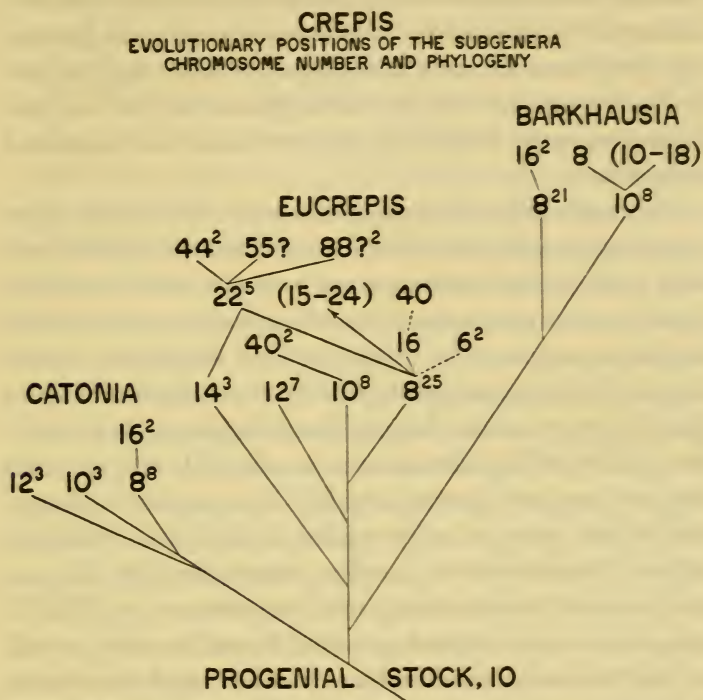 CREPIS
EVOLUTIONARY POSITIONS OF THE SUBGENERA
CHROMOSOME NUMBER AND PHYLOGENY
BARKHAUSIA
16² 8 (10-18)
8²¹ 10⁸
EUCREPIS
44² 55? 88?²
22⁵ (15-24) 40
40² 16 6²
CATONIA 14³ 12⁷ 10⁸ 8²⁵
16²
12³ 10³ 8⁸
PROGENIAL STOCK, 10